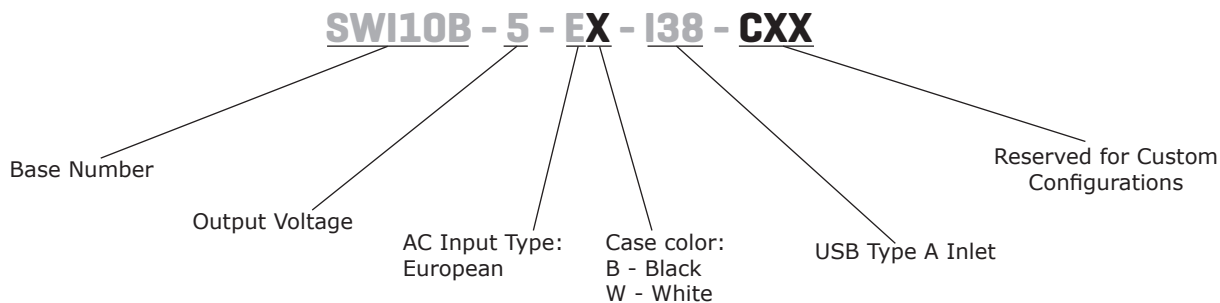 SWI10B - 5 - EX - I38 - CXX
Base Number
Output Voltage
AC Input Type:
European
Case color:
B - Black
W - White
USB Type A Inlet
Reserved for Custom
Configurations